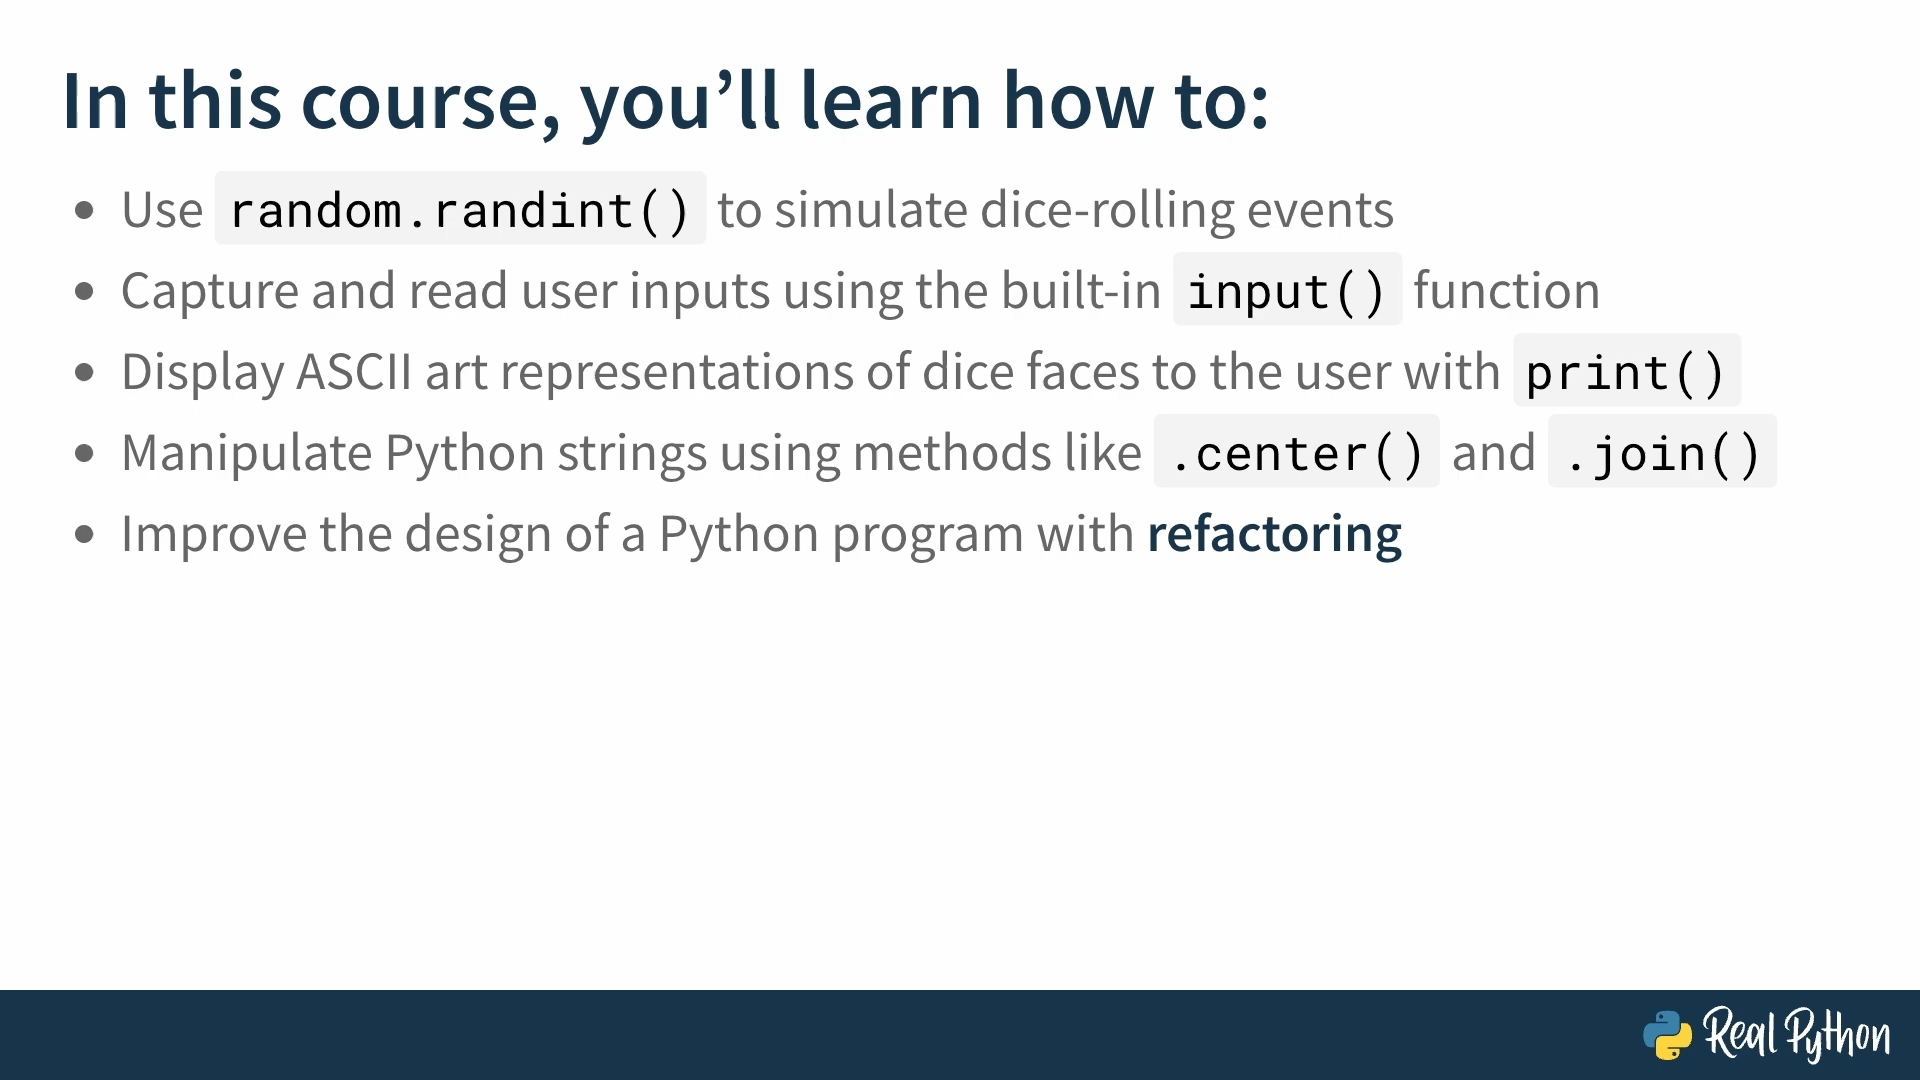 In this course, you’ll learn how to:
• Use random.randint() to simulate dice-rolling events
• Capture and read user inputs using the built-in input() function
• Display ASCII art representations of dice faces to the user with print()
• Manipulate Python strings using methods like .center() and .join()
• Improve the design of a Python program with refactoring
Real Python